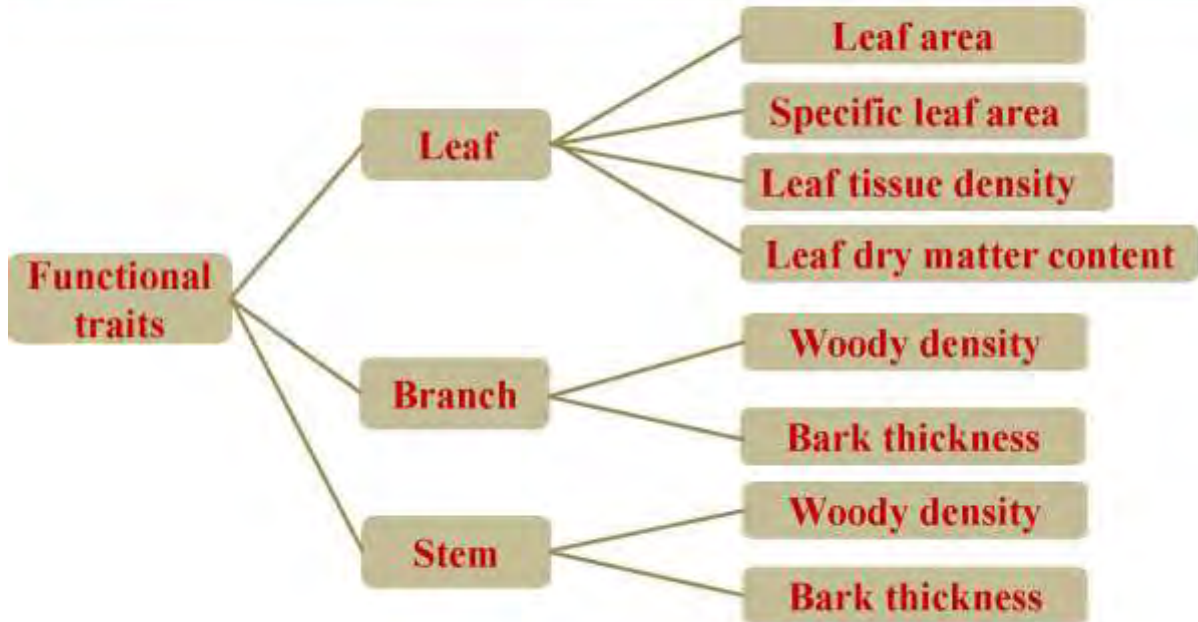 Leaf area
Specific leaf area
Leaf
Leaf tissue density
Leaf dry matter content
Functional
traits
Woody density
Branch
Bark thickness
Woody density
Stem
Bark thickness